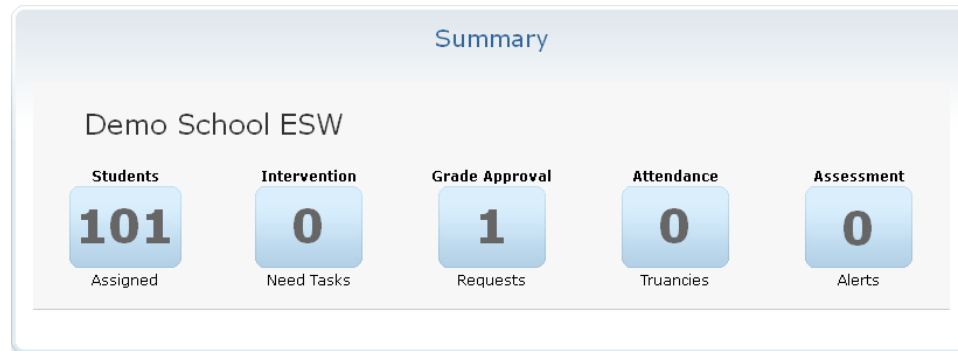 Summary
Demo School ESW
Students Intervention Grade Approval Attendance Assessment
101 0 1 0 0
Assigned Need Tasks Requests Truancies Alerts